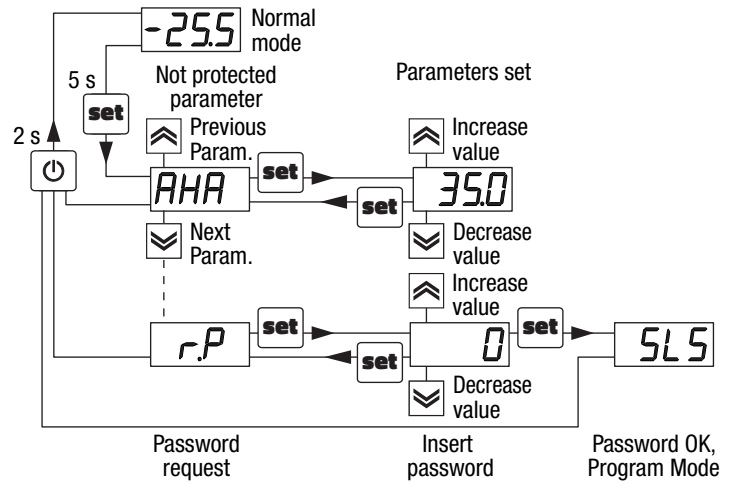 -25.5
Normal
mode
5 s
Not protected
parameter
Parameters set
set
2 s
Previous
Param.
Increase
value
set
AHA
35.0
set
Next
Param.
Decrease
value
Increase
value
r.P
set
0
set
SLS
set
Decrease
value
Password
request
Insert
password
Password OK,
Program Mode